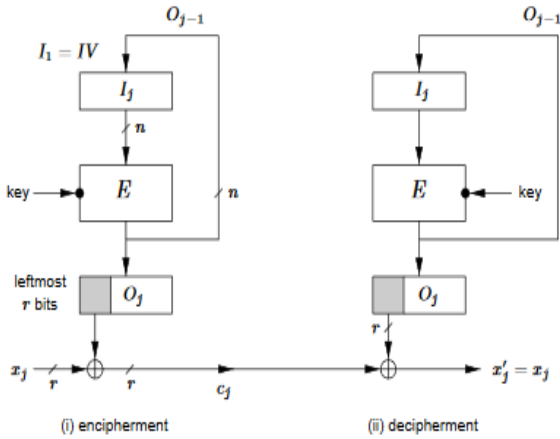 O_{j-1} O_{j-1}
I_1 = IV
I_j I_j
n
key E n E key
leftmost
r bits
O_j O_j
r
x_j r r c_j x'_j = x_j
(i) encipherment (ii) decipherment